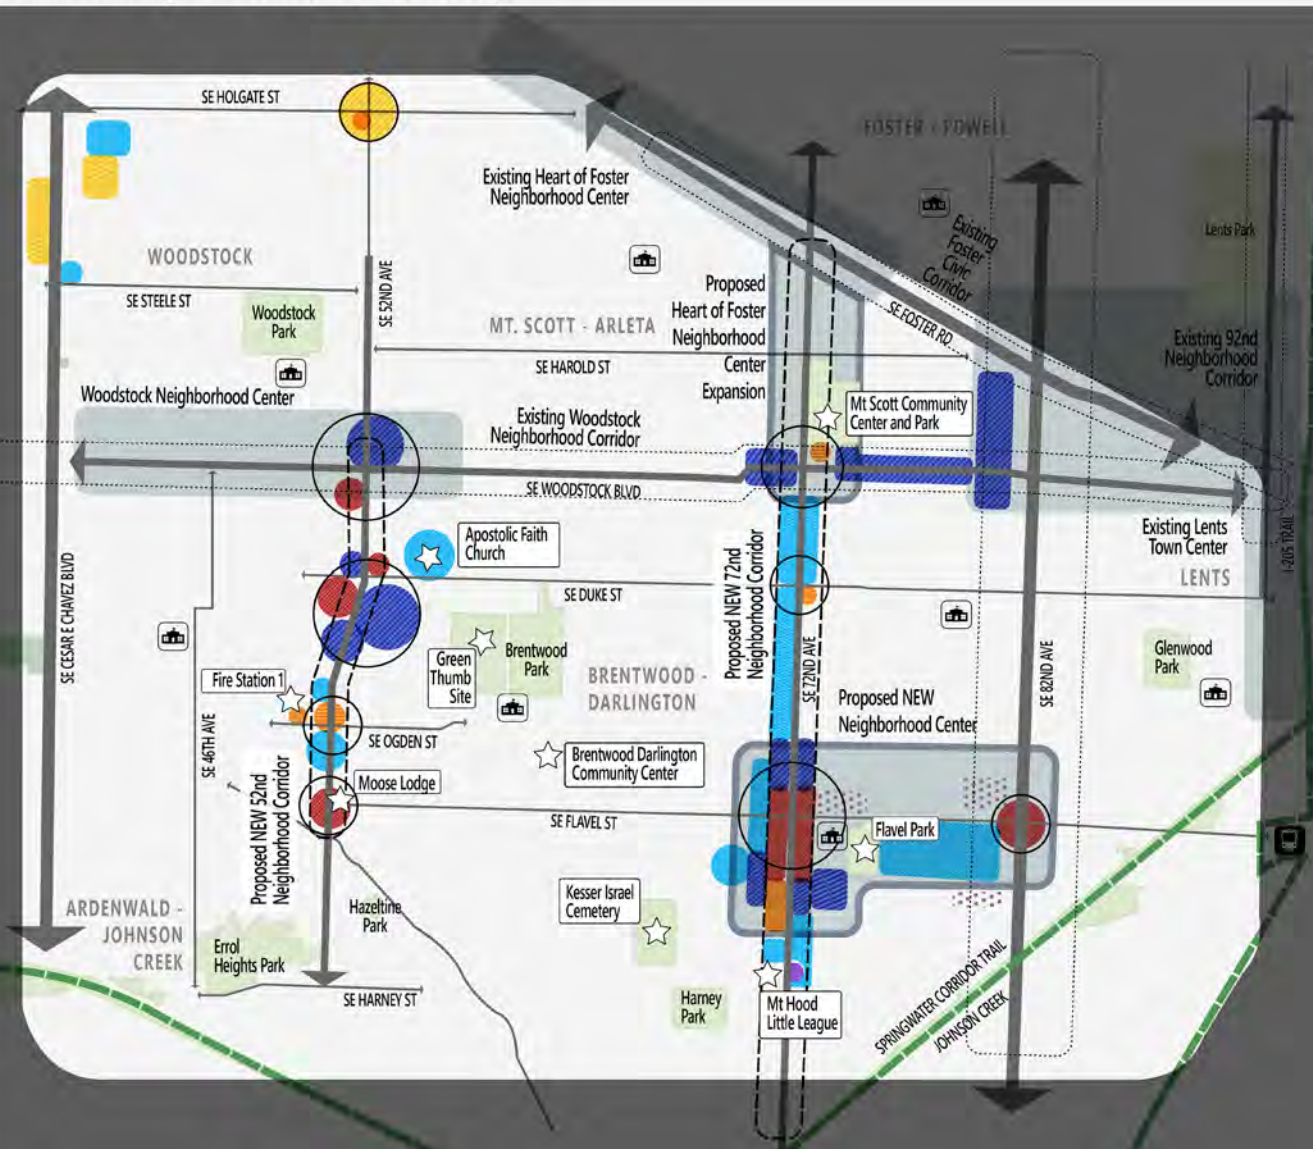 SE HOLGATE ST
FOSTER - POWELL
Existing Heart of Foster
Neighborhood Center
Existing
Foster
Civic
Corridor
Lents Park
WOODSTOCK
SE STEELE ST
SE 52ND AVE
Woodstock
Park
MT. SCOTT - ARLETA
Proposed
Heart of Foster
Neighborhood
Center
Expansion
SE FOSTER RD
Existing 92nd
Neighborhood
Corridor
SE HAROLD ST
Woodstock Neighborhood Center
Existing Woodstock
Neighborhood Corridor
Mt Scott Community
Center and Park
SE WOODSTOCK BLVD
Existing Lents
Town Center
I-205 TRAIL
LENTS
Apostolic Faith
Church
SE DUKE ST
SE CESAR E CHAVEZ BLVD
Proposed NEW 72nd
Neighborhood Corridor
SE 72ND AVE
SE 82ND AVE
Green
Thumb
Site
Brentwood
Park
Glenwood
Park
Fire Station 1
BRENTWOOD -
DARLINGTON
Proposed NEW
Neighborhood Center
SE 46TH AVE
SE OGDEN ST
Brentwood Darlington
Community Center
Moose Lodge
Proposed NEW 52nd
Neighborhood Corridor
SE FLAVEL ST
Flavel Park
Kesser Israel
Cemetery
ARDENWALD -
JOHNSON
CREEK
Hazeltine
Park
Errol
Heights Park
SE HARNEY ST
Harney
Park
Mt Hood
Little League
SPRINGWATER CORRIDOR TRAIL
JOHNSON CREEK